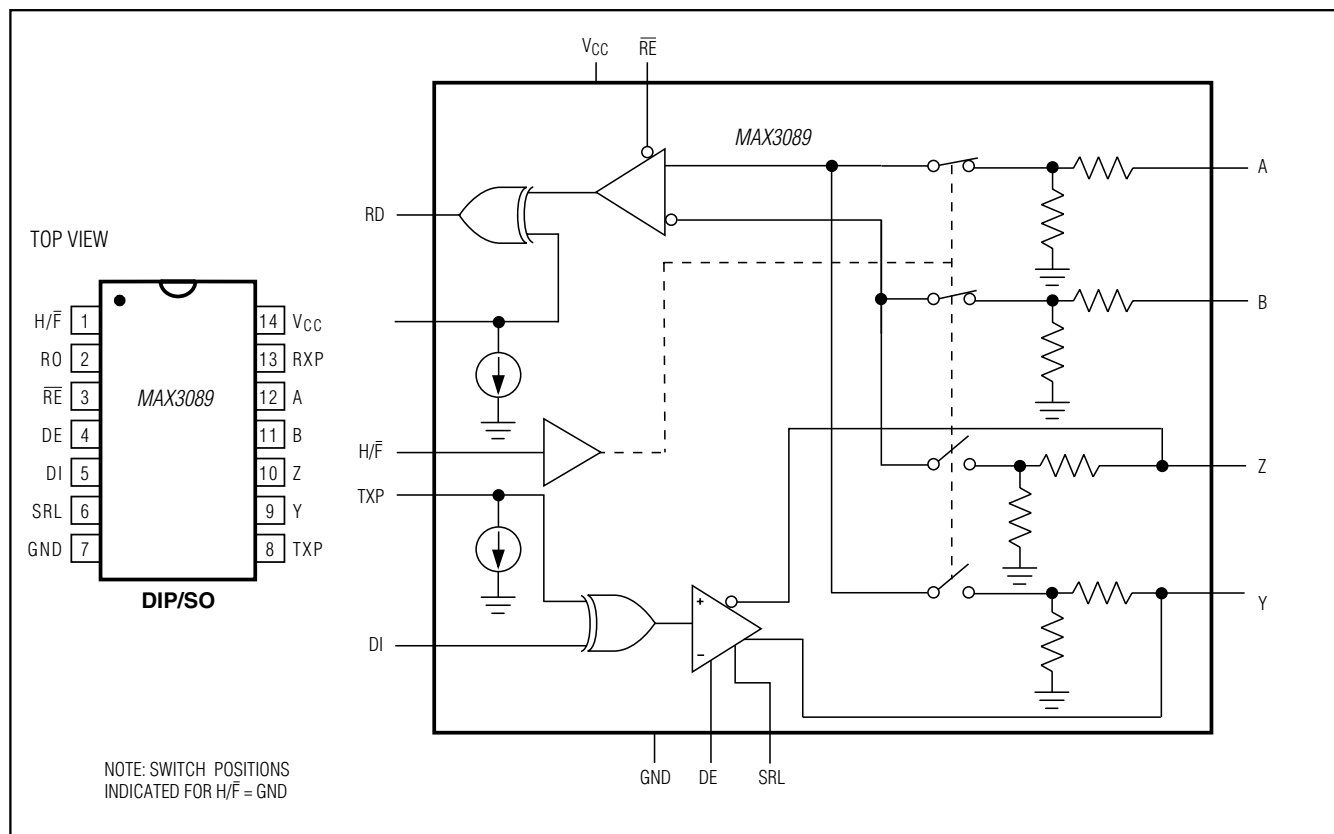 TOP VIEW
H/F̅ 1
RO 2
R̅E̅ 3
DE 4
DI 5
SRL 6
GND 7
MAX3089
14 VCC
13 RXP
12 A
11 B
10 Z
9 Y
8 TXP
DIP/SO
NOTE: SWITCH POSITIONS
INDICATED FOR H/F̅ = GND
VCC R̅E̅
MAX3089
RD
H/F̅
TXP
DI
+
−
A
B
Z
Y
GND DE SRL